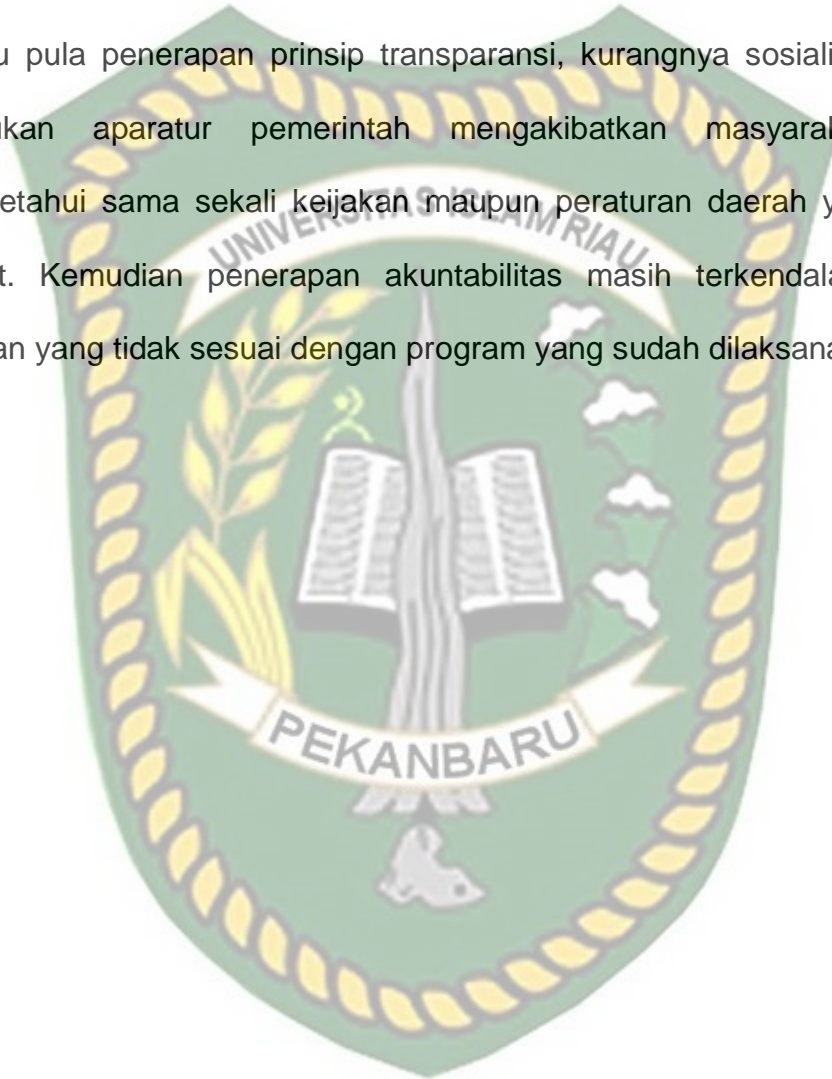 u pula penerapan prinsip transparansi, kurangnya sosiali
ukan aparatur pemerintah mengakibatkan masyaral
etahui sama sekali keijakan maupun peraturan daerah y
UNIVERSITAS ISLAM RIAU
t. Kemudian penerapan akuntabilitas masih terkendala
an yang tidak sesuai dengan program yang sudah dilaksana
PEKANBARU